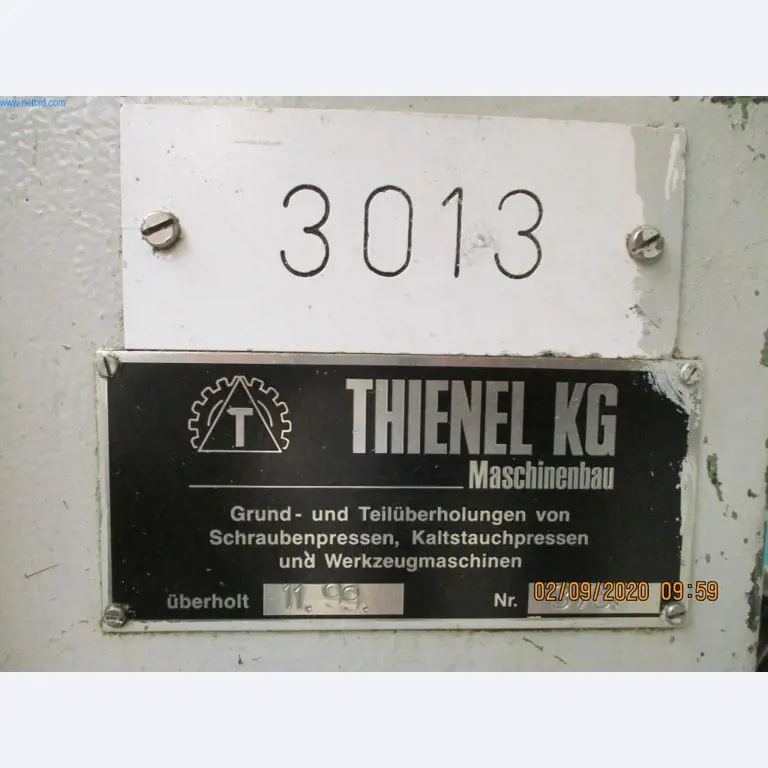 www.netbid.com
3013
T
THIENEL KG
Maschinenbau
Grund- und Teilüberholungen von
Schraubenpressen, Kaltstauchpressen
und Werkzeugmaschinen
überholt 11.99.
Nr.
02/09/2020 09:59